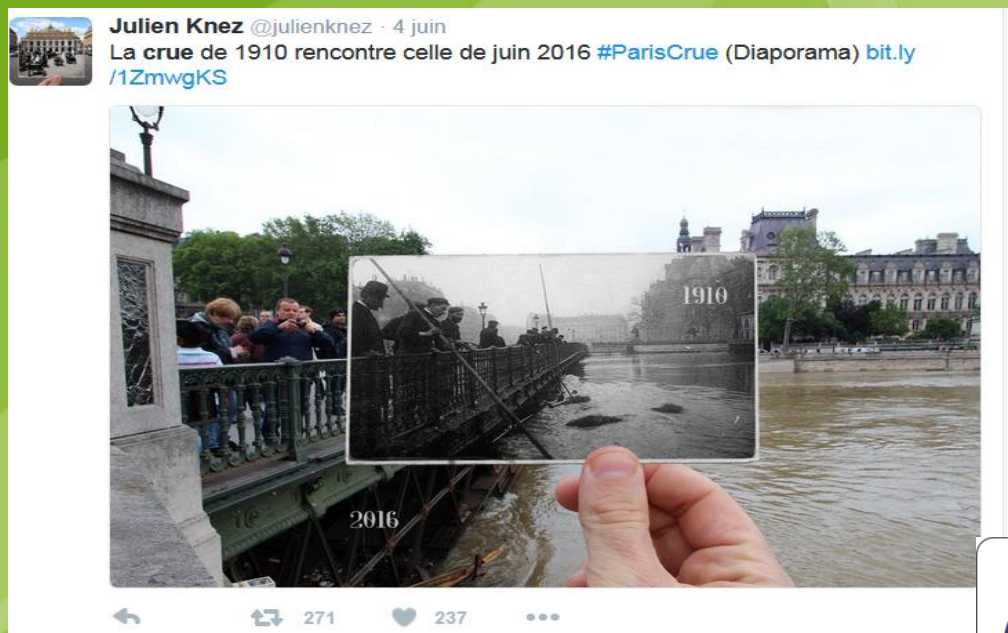 Julien Knez @julienknez · 4 juin
La crue de 1910 rencontre celle de juin 2016 #ParisCrue (Diaporama) bit.ly
/1ZmwgKS
1910
2016
271 237